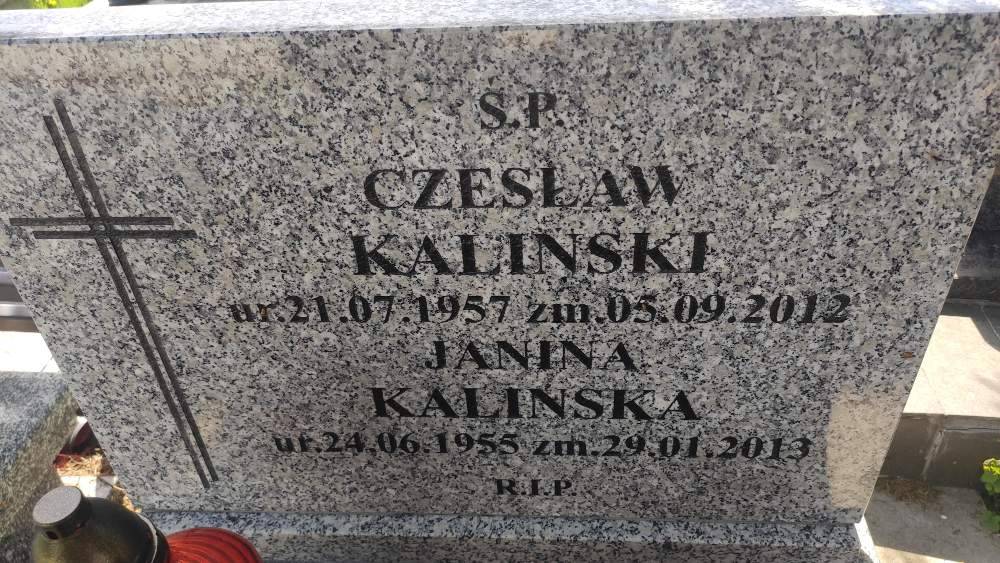 S.P.
CZESŁAW
KALINSKI
ur.21.07.1957 zm.05.09.2012
JANINA
KALINSKA
ur.24.06.1955 zm.29.01.2013
R.I.P.